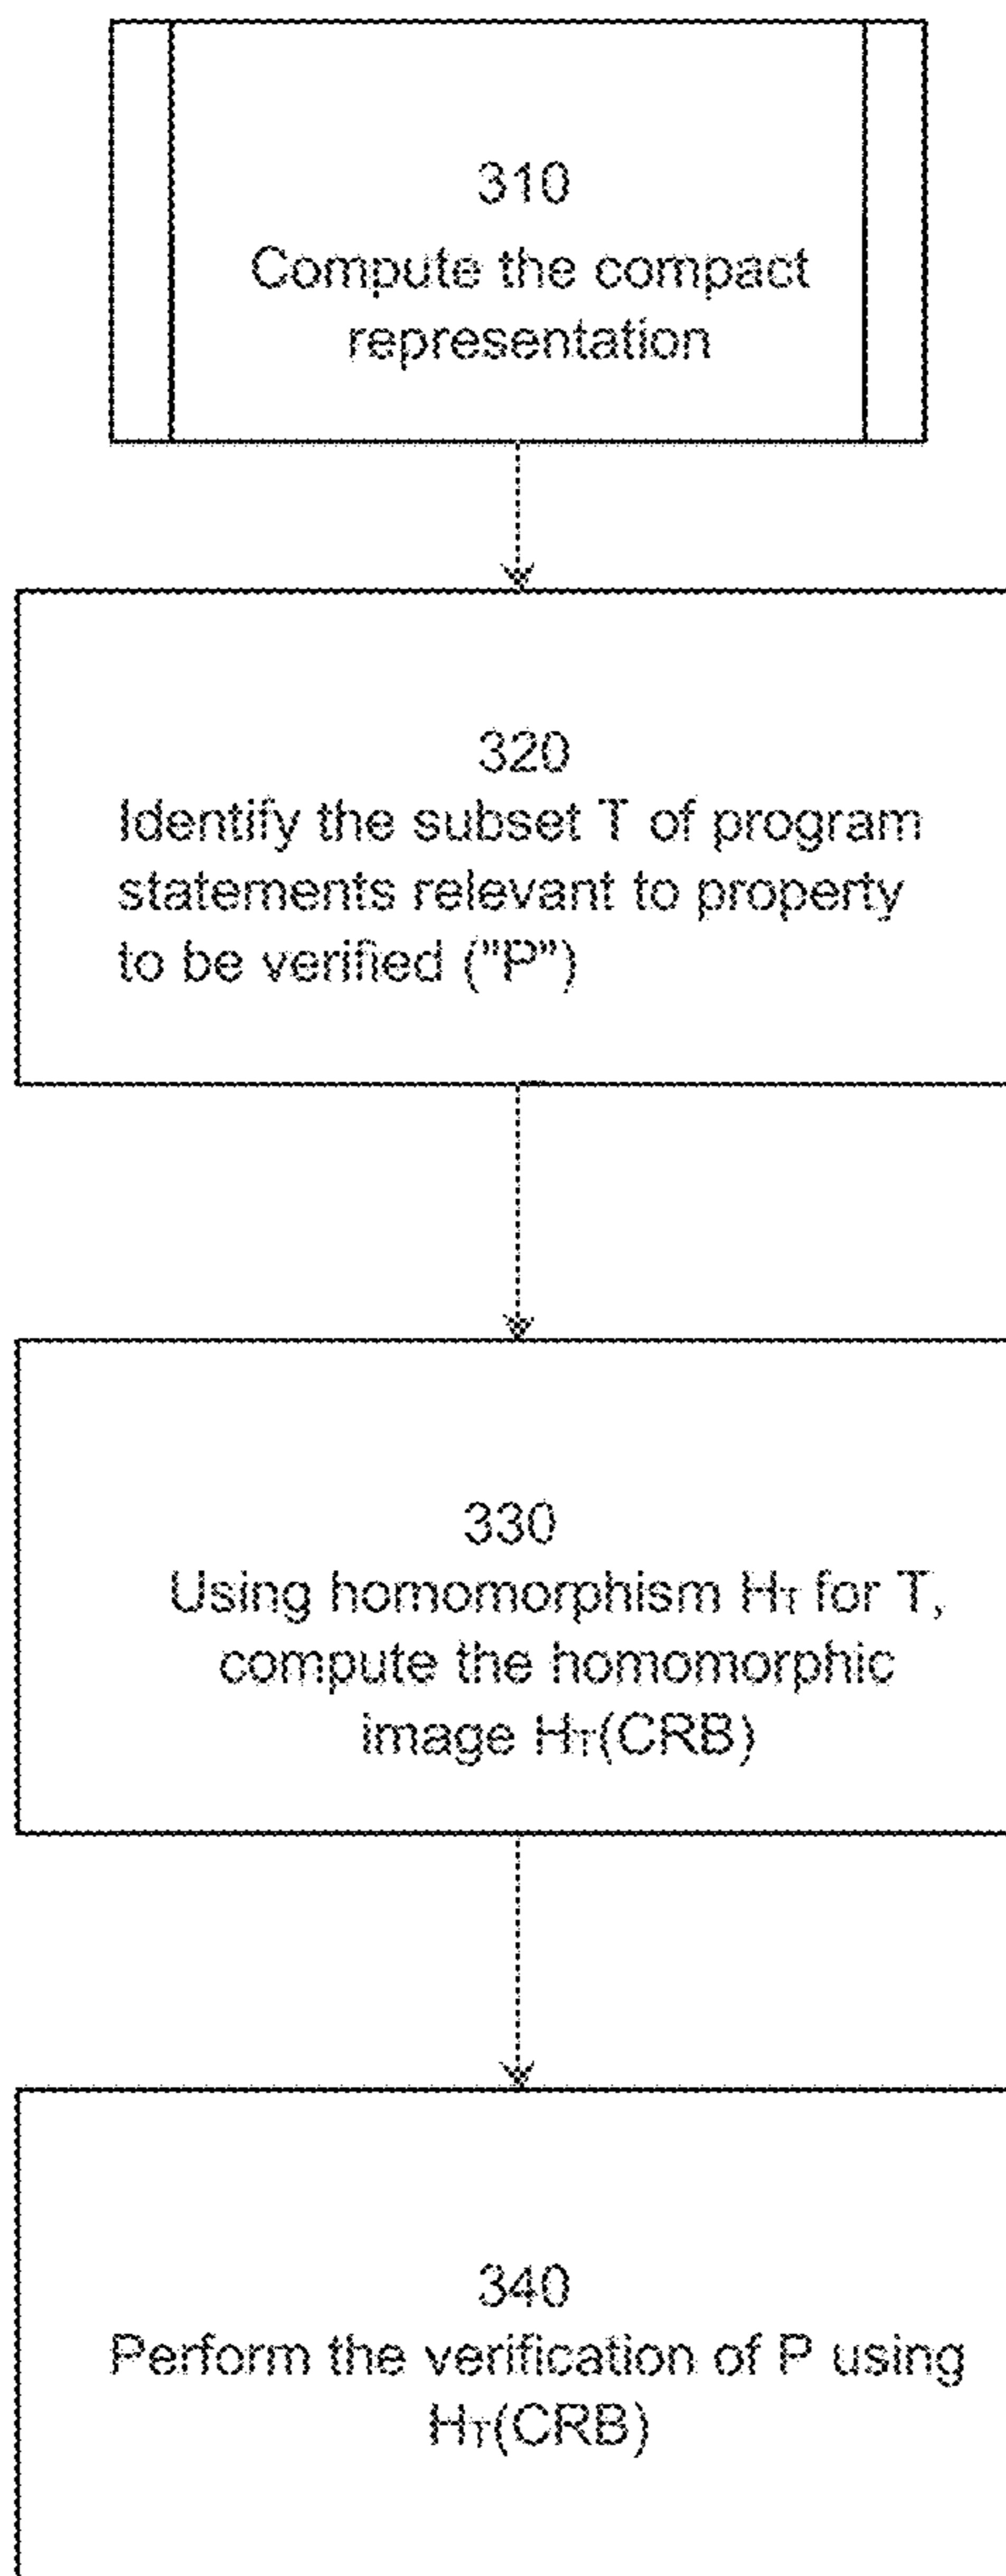 310
Compute the compact
representation
320
Identify the subset T of program
statements relevant to property
to be verified ("P")
330
Using homomorphism HT for T,
compute the homomorphic
image HT(CRB)
340
Perform the verification of P using
HT(CRB)